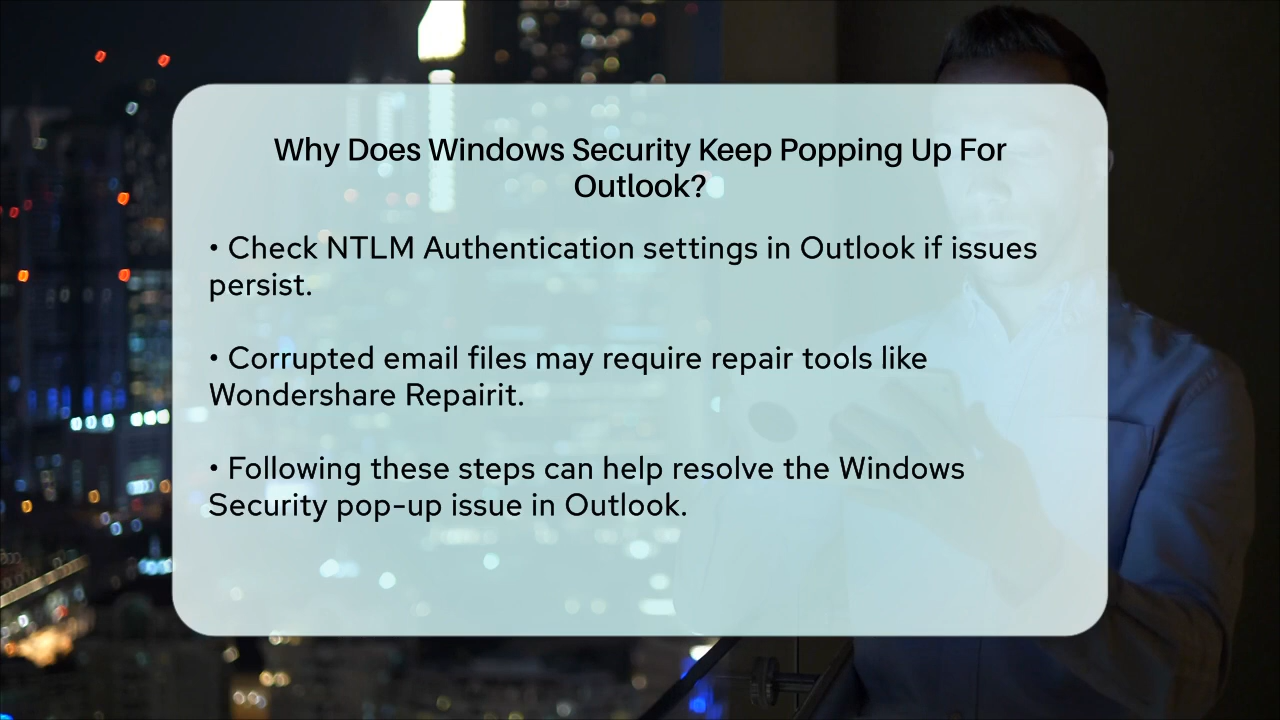 Why Does Windows Security Keep Popping Up For
Outlook?
• Check NTLM Authentication settings in Outlook if issues
persist.
• Corrupted email files may require repair tools like
Wondershare Repairit.
• Following these steps can help resolve the Windows
Security pop-up issue in Outlook.